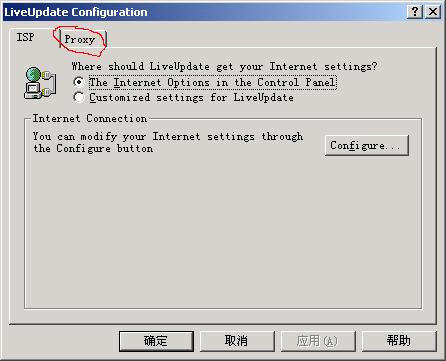 LiveUpdate Configuration
ISP
Proxy
Where should LiveUpdate get your Internet settings?
The Internet Options in the Control Panel
Customized settings for LiveUpdate
Internet Connection
You can modify your Internet settings through
the Configure button
Configure...
确定
取消
应用(A)
帮助